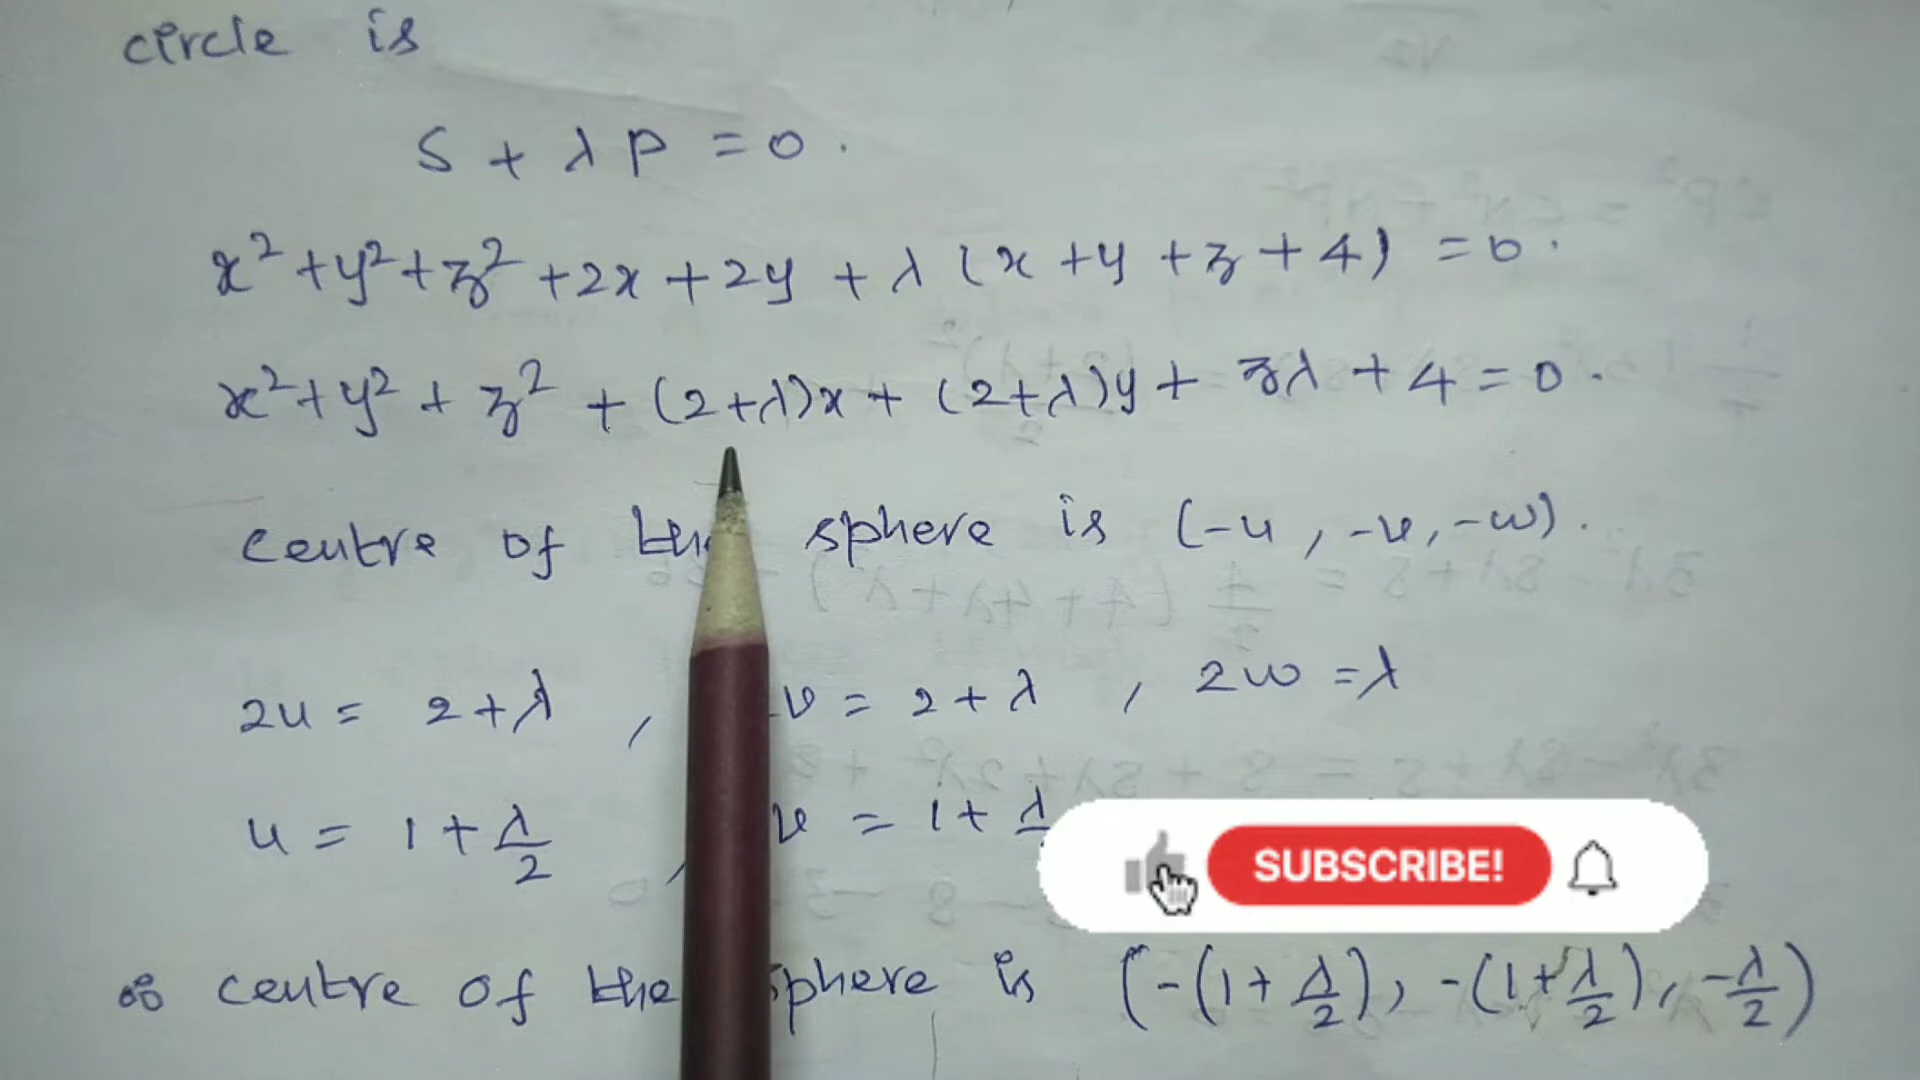 circle is
S + λP = 0.
x² + y² + z² + 2x + 2y + λ (x + y + z + 4) = 0.
x² + y² + z² + (2+λ)x + (2+λ)y + zλ + 4 = 0.
centre of the sphere is (-u, -v, -w).
2u = 2 + λ , v = 2 + λ , 2w = λ
u = 1 + λ/2 , v = 1 + λ
SUBSCRIBE!
∴ centre of the sphere is (-(1+λ/2), -(1+λ/2), -λ/2)